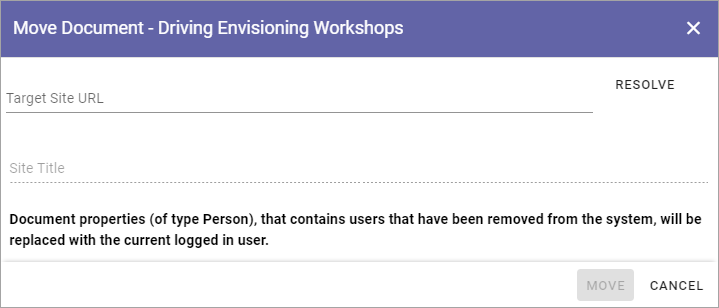 Move Document - Driving Envisioning Workshops
RESOLVE
Target Site URL
Site Title
Document properties (of type Person), that contains users that have been removed from the system, will be
replaced with the current logged in user.
MOVE CANCEL